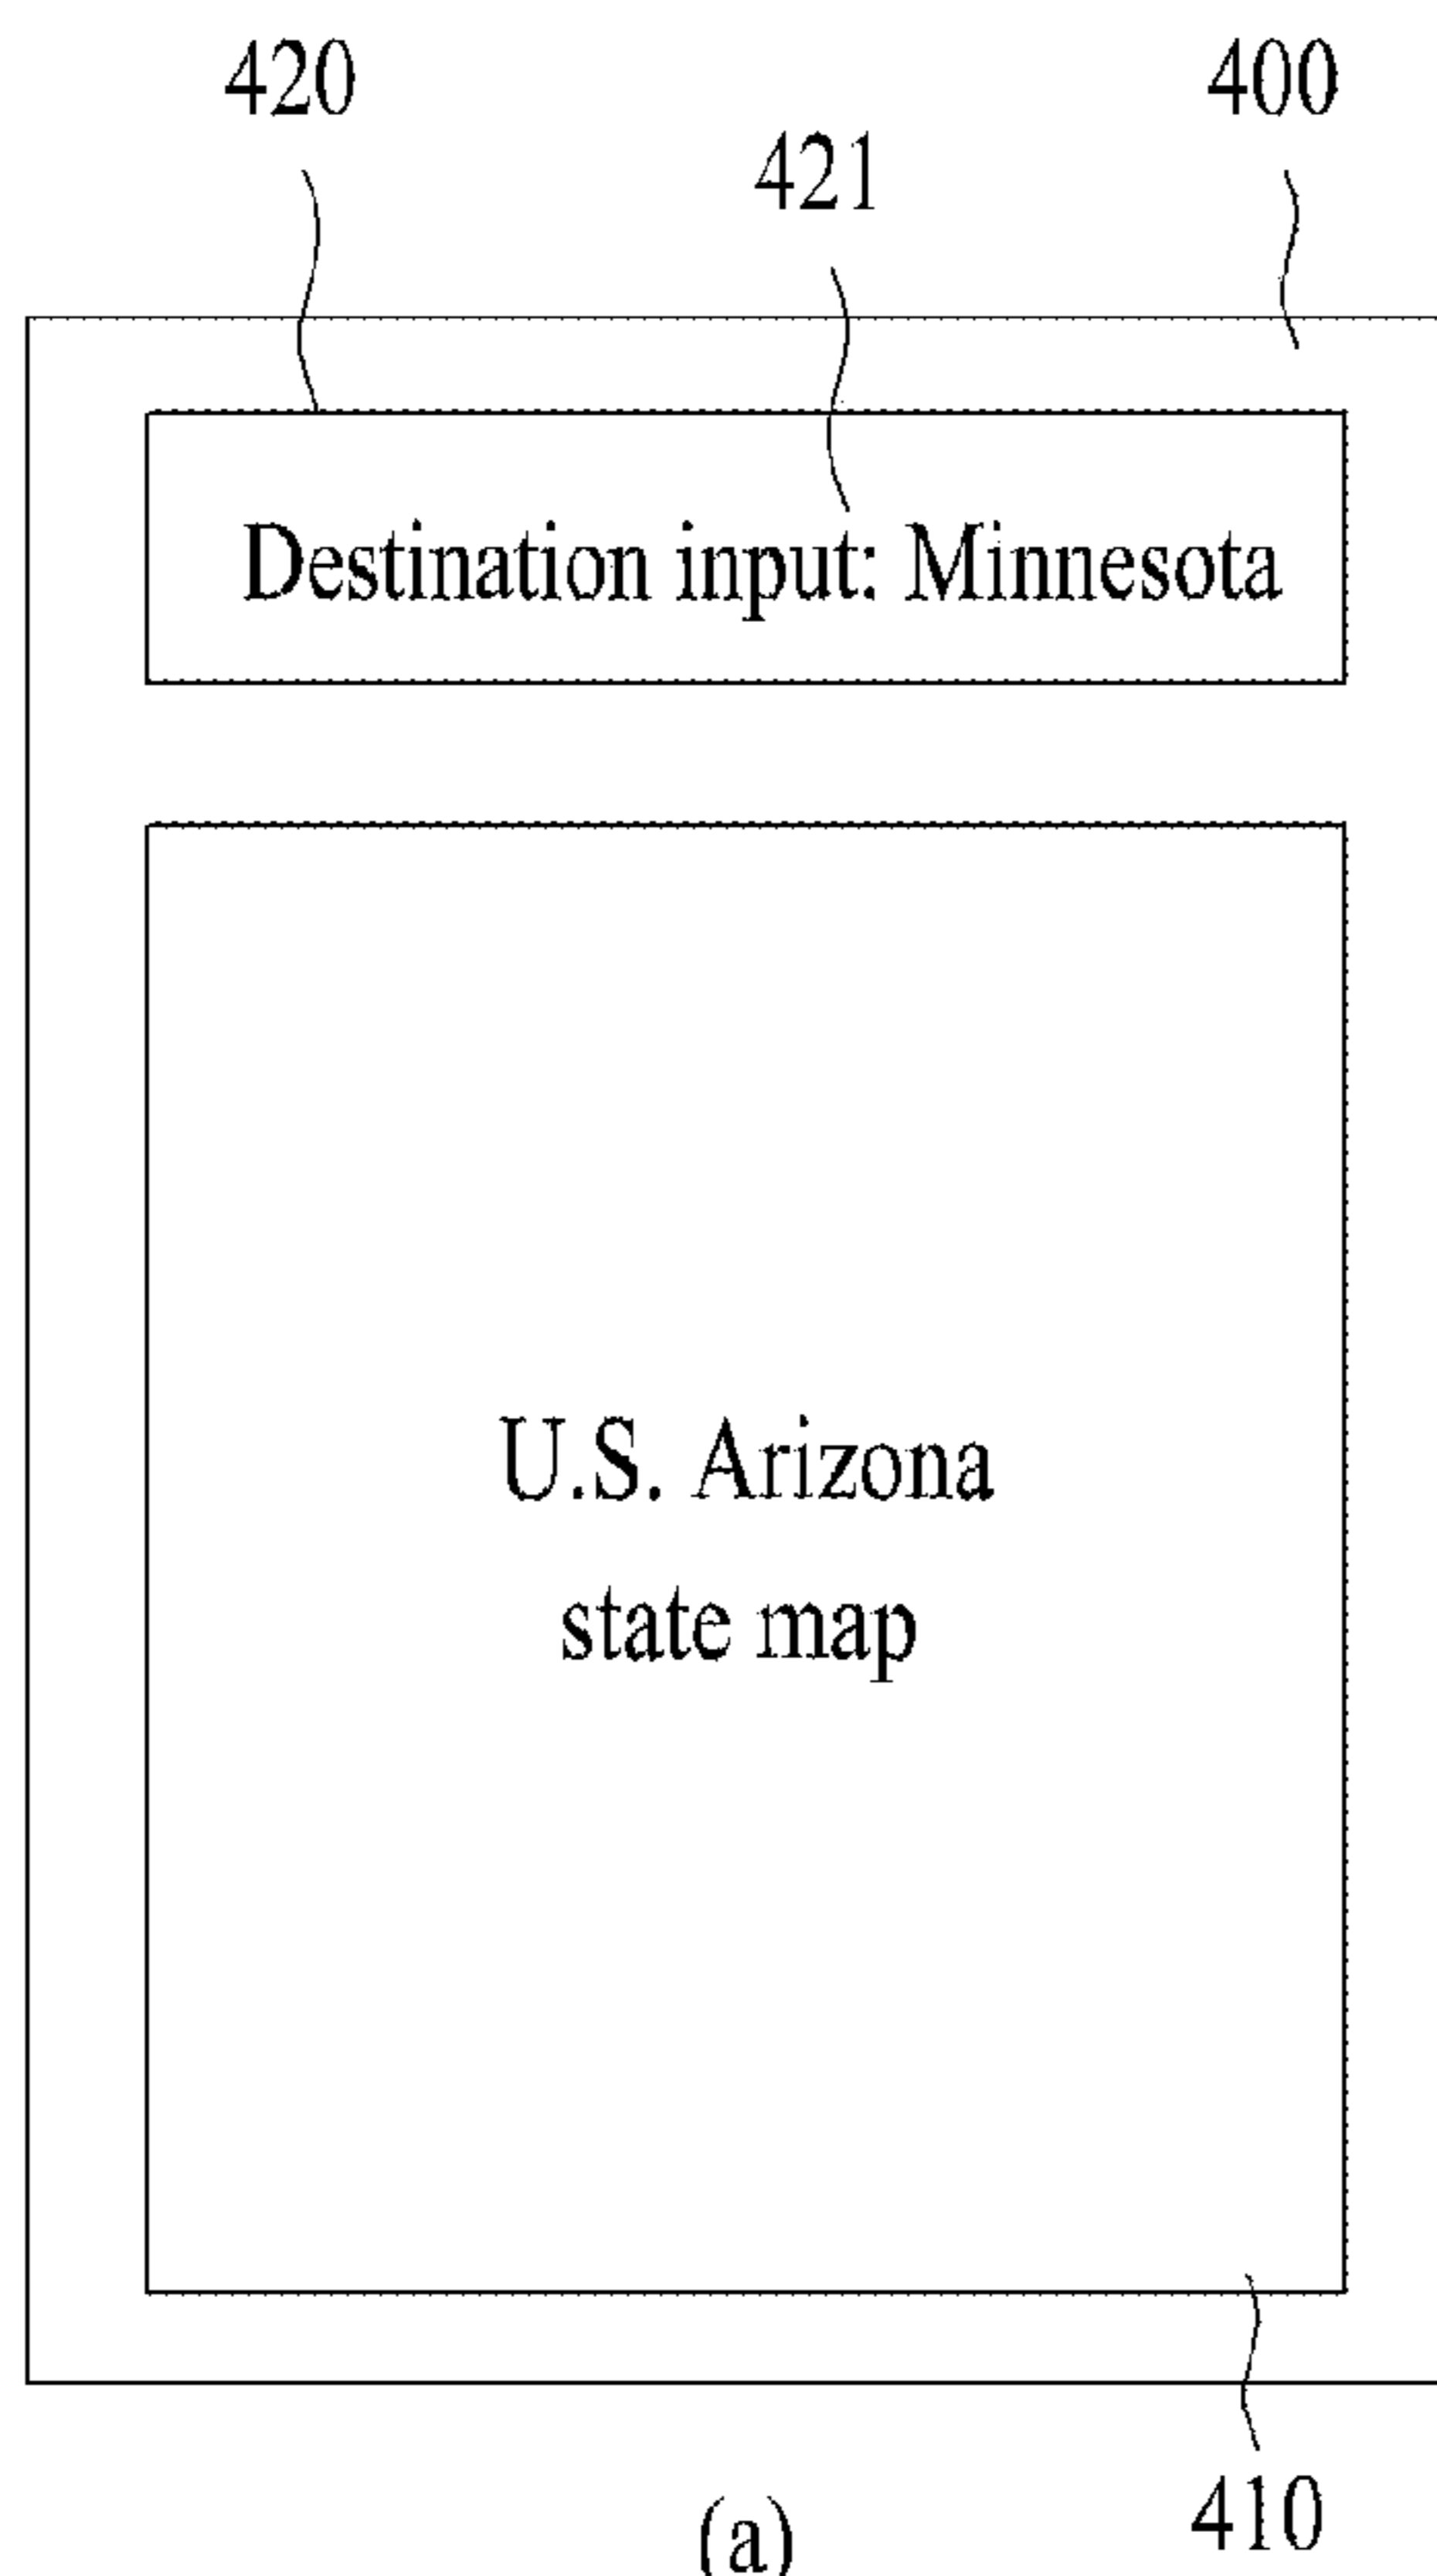 420
400
421
Destination input: Minnesota
U.S. Arizona
state map
410
(a)